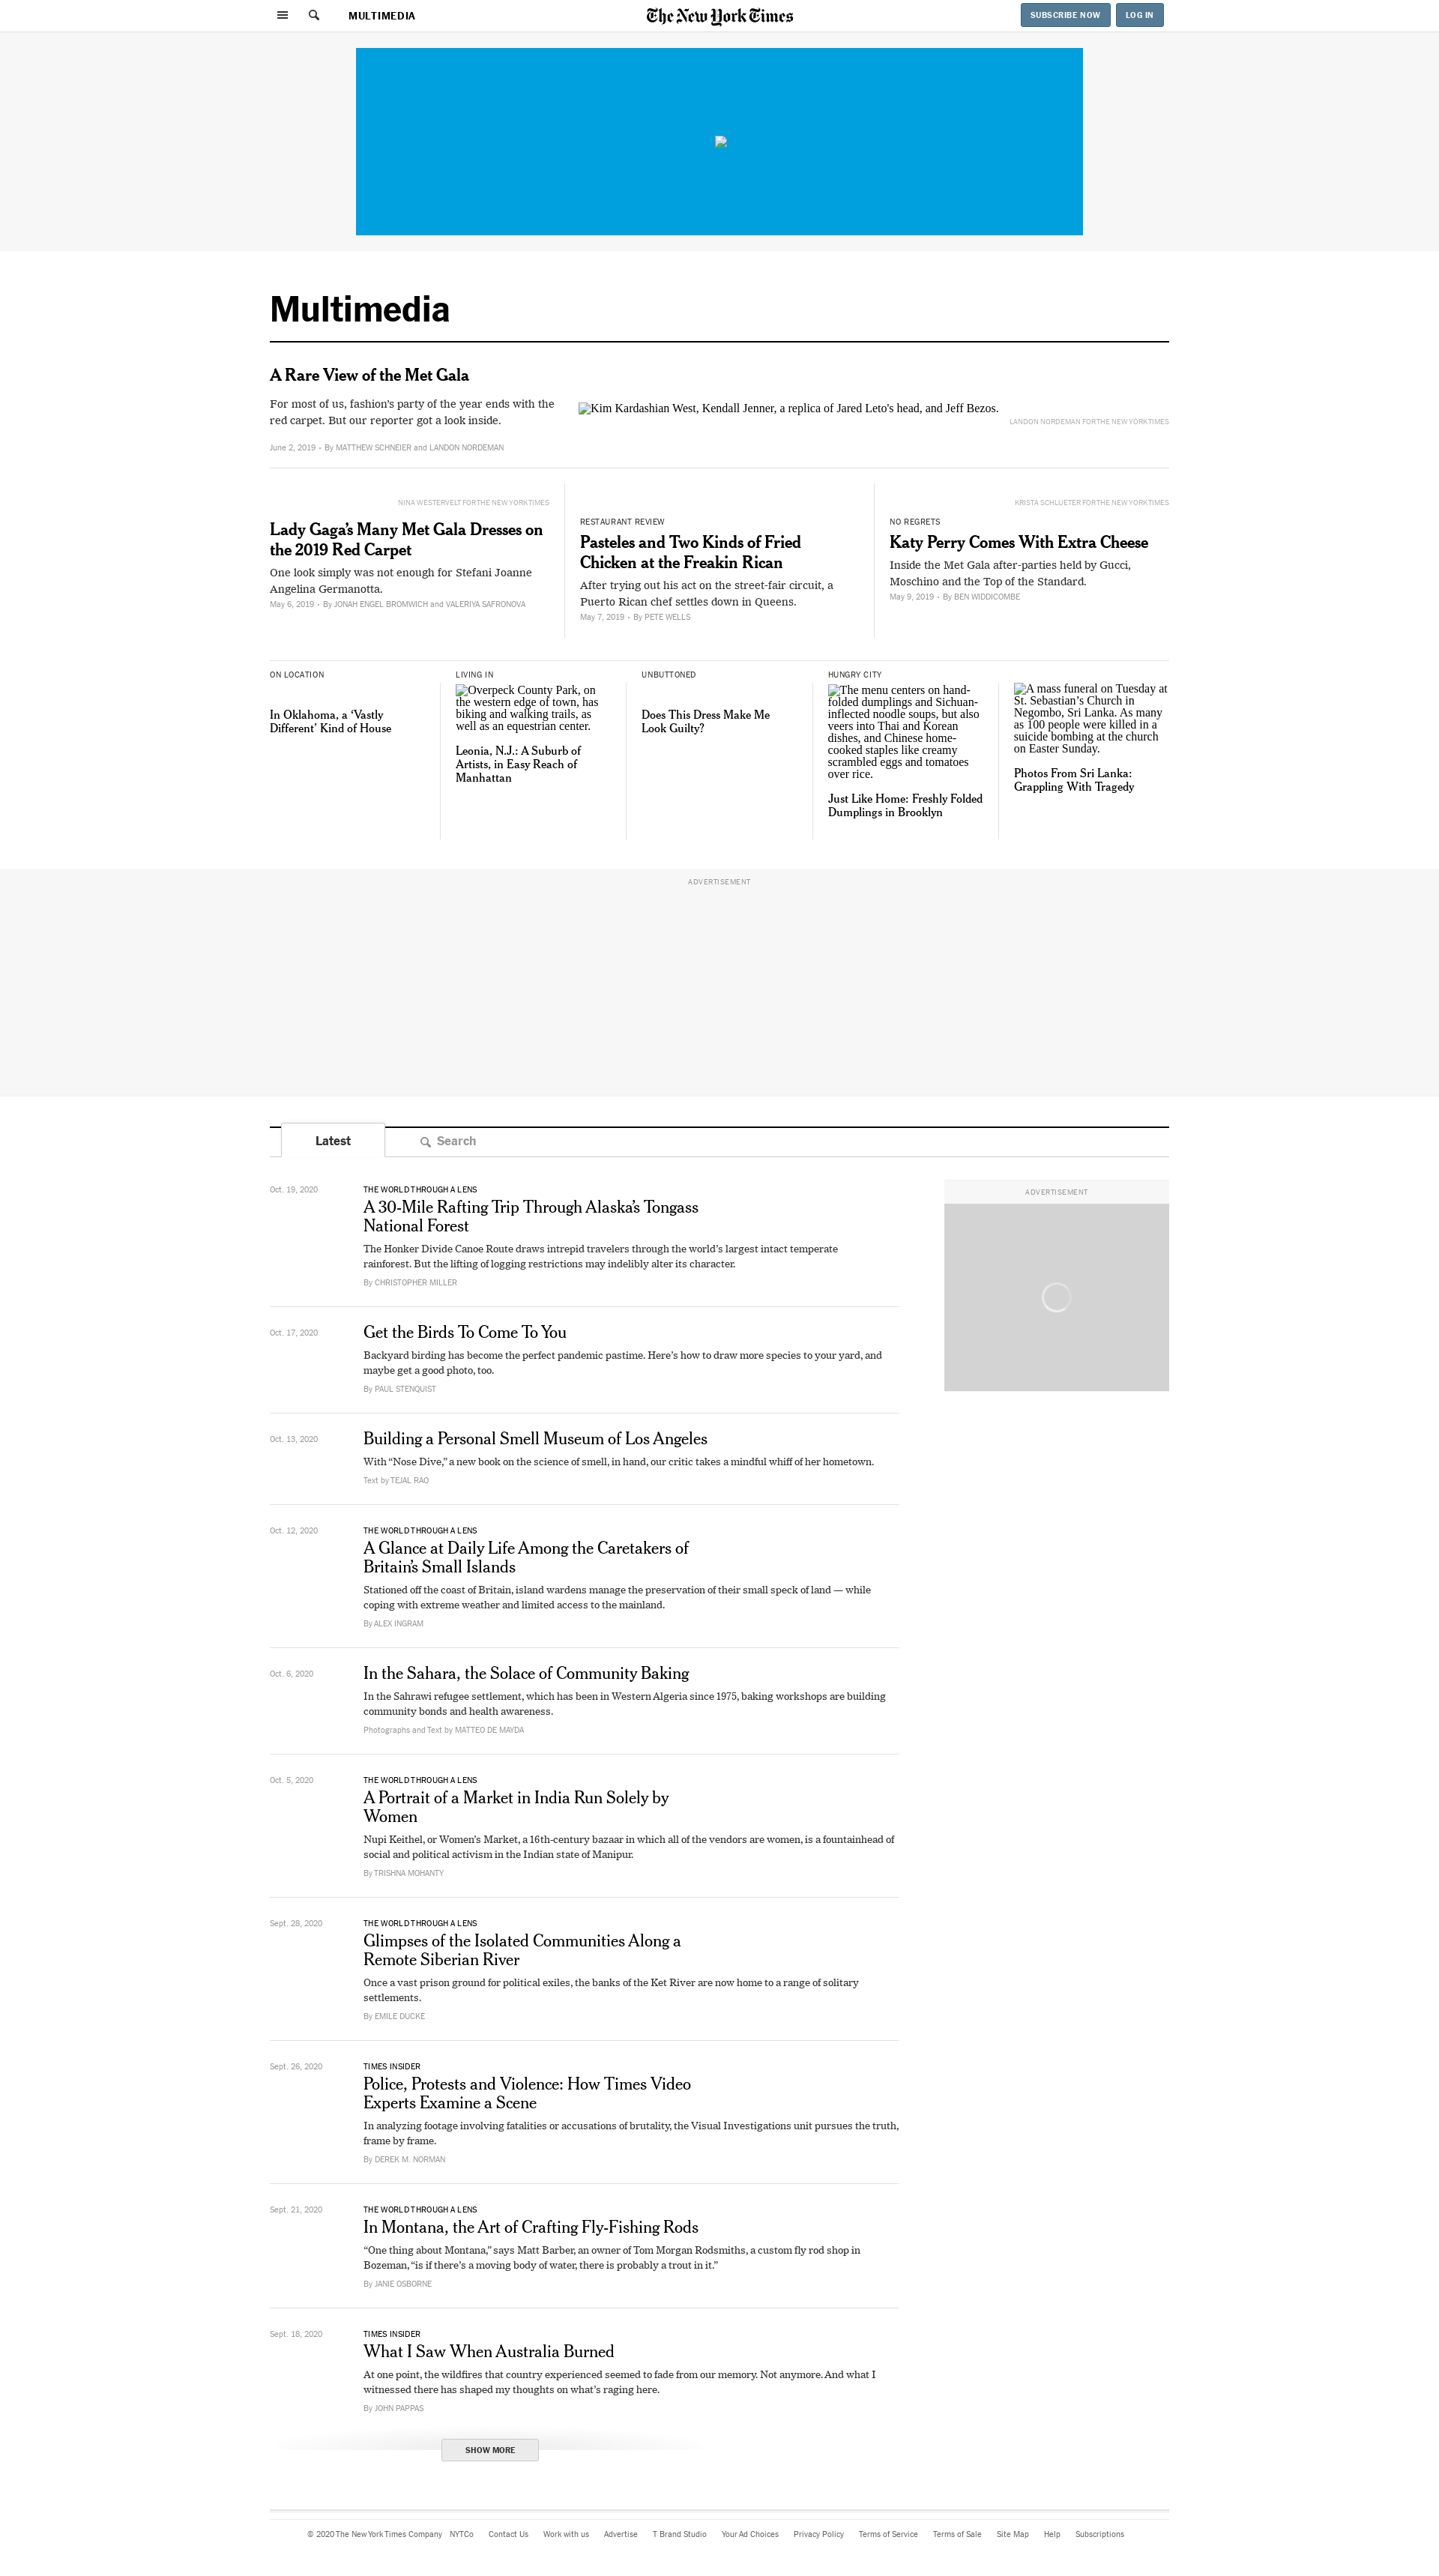 MULTIMEDIA
The New York Times
SUBSCRIBE NOW
LOG IN
Multimedia
A Rare View of the Met Gala
For most of us, fashion's party of the year ends with the
red carpet. But our reporter got a look inside.
June 2, 2019 • By MATTHEW SCHNEIER and LANDON NORDEMAN
Kim Kardashian West, Kendall Jenner, a replica of Jared Leto's head, and Jeff Bezos.
LANDON NORDEMAN FOR THE NEW YORK TIMES
NINA WESTERVELT FOR THE NEW YORK TIMES
Lady Gaga’s Many Met Gala Dresses on
the 2019 Red Carpet
One look simply was not enough for Stefani Joanne
Angelina Germanotta.
May 6, 2019 • By JONAH ENGEL BROMWICH and VALERIYA SAFRONOVA
RESTAURANT REVIEW
Pasteles and Two Kinds of Fried
Chicken at the Freakin Rican
After trying out his act on the street-fair circuit, a
Puerto Rican chef settles down in Queens.
May 7, 2019 • By PETE WELLS
KRISTA SCHLUETER FOR THE NEW YORK TIMES
NO REGRETS
Katy Perry Comes With Extra Cheese
Inside the Met Gala after-parties held by Gucci,
Moschino and the Top of the Standard.
May 9, 2019 • By BEN WIDDICOMBE
ON LOCATION
In Oklahoma, a ‘Vastly
Different’ Kind of House
LIVING IN
Overpeck County Park, on
the western edge of town, has
biking and walking trails, as
well as an equestrian center.
Leonia, N.J.: A Suburb of
Artists, in Easy Reach of
Manhattan
UNBUTTONED
Does This Dress Make Me
Look Guilty?
HUNGRY CITY
The menu centers on hand-
folded dumplings and Sichuan-
inflected noodle soups, but also
veers into Thai and Korean
dishes, and Chinese home-
cooked staples like creamy
scrambled eggs and tomatoes
over rice.
Just Like Home: Freshly Folded
Dumplings in Brooklyn
A mass funeral on Tuesday at
St. Sebastian’s Church in
Negombo, Sri Lanka. As many
as 100 people were killed in a
suicide bombing at the church
on Easter Sunday.
Photos From Sri Lanka:
Grappling With Tragedy
ADVERTISEMENT
Latest
Search
ADVERTISEMENT
Oct. 19, 2020
THE WORLD THROUGH A LENS
A 30-Mile Rafting Trip Through Alaska’s Tongass
National Forest
The Honker Divide Canoe Route draws intrepid travelers through the world’s largest intact temperate
rainforest. But the lifting of logging restrictions may indelibly alter its character.
By CHRISTOPHER MILLER
Oct. 17, 2020
Get the Birds To Come To You
Backyard birding has become the perfect pandemic pastime. Here’s how to draw more species to your yard, and
maybe get a good photo, too.
By PAUL STENQUIST
Oct. 13, 2020
Building a Personal Smell Museum of Los Angeles
With “Nose Dive,” a new book on the science of smell, in hand, our critic takes a mindful whiff of her hometown.
Text by TEJAL RAO
Oct. 12, 2020
THE WORLD THROUGH A LENS
A Glance at Daily Life Among the Caretakers of
Britain’s Small Islands
Stationed off the coast of Britain, island wardens manage the preservation of their small speck of land — while
coping with extreme weather and limited access to the mainland.
By ALEX INGRAM
Oct. 6, 2020
In the Sahara, the Solace of Community Baking
In the Sahrawi refugee settlement, which has been in Western Algeria since 1975, baking workshops are building
community bonds and health awareness.
Photographs and Text by MATTEO DE MAYDA
Oct. 5, 2020
THE WORLD THROUGH A LENS
A Portrait of a Market in India Run Solely by
Women
Nupi Keithel, or Women’s Market, a 16th-century bazaar in which all of the vendors are women, is a fountainhead of
social and political activism in the Indian state of Manipur.
By TRISHNA MOHANTY
Sept. 28, 2020
THE WORLD THROUGH A LENS
Glimpses of the Isolated Communities Along a
Remote Siberian River
Once a vast prison ground for political exiles, the banks of the Ket River are now home to a range of solitary
settlements.
By EMILE DUCKE
Sept. 26, 2020
TIMES INSIDER
Police, Protests and Violence: How Times Video
Experts Examine a Scene
In analyzing footage involving fatalities or accusations of brutality, the Visual Investigations unit pursues the truth,
frame by frame.
By DEREK M. NORMAN
Sept. 21, 2020
THE WORLD THROUGH A LENS
In Montana, the Art of Crafting Fly-Fishing Rods
“One thing about Montana,” says Matt Barber, an owner of Tom Morgan Rodsmiths, a custom fly rod shop in
Bozeman, “is if there’s a moving body of water, there is probably a trout in it.”
By JANIE OSBORNE
Sept. 18, 2020
TIMES INSIDER
What I Saw When Australia Burned
At one point, the wildfires that country experienced seemed to fade from our memory. Not anymore. And what I
witnessed there has shaped my thoughts on what’s raging here.
By JOHN PAPPAS
SHOW MORE
© 2020 The New York Times Company NYTCo Contact Us Work with us Advertise T Brand Studio Your Ad Choices Privacy Policy Terms of Service Terms of Sale Site Map Help Subscriptions